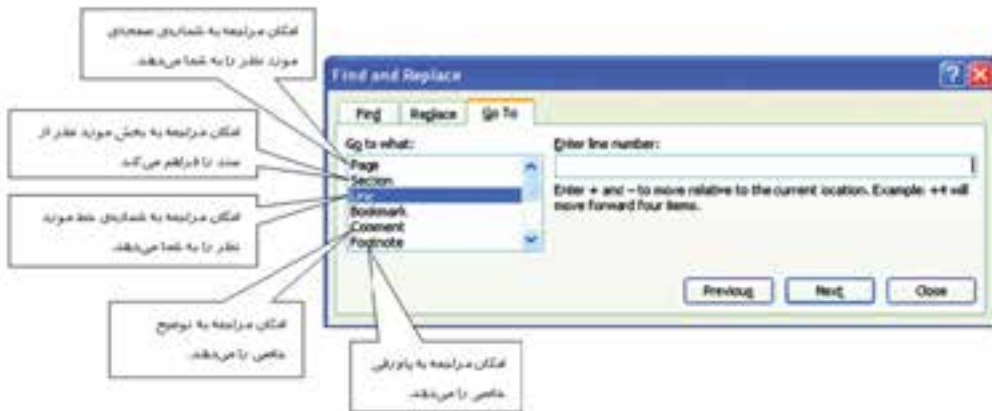 امکان مراجعه به شماره‌ی صفحه‌ی
مورد نظر را به شما می‌دهد.
امکان مراجعه به بخش مورد نظر از
سند را فراهم می‌کند
امکان مراجعه به شماره‌ی خط مورد
نظر را به شما می‌دهد.
امکان مراجعه به توضیح
خاصی را می‌دهد.
امکان مراجعه به پاورقی
خاصی را می‌دهد.
Find and Replace
Find Replace Go To
Go to what:
Page
Section
Line
Bookmark
Comment
Footnote
Enter line number:
Enter + and – to move relative to the current location. Example: +4 will
move forward four items.
Previous Next Close